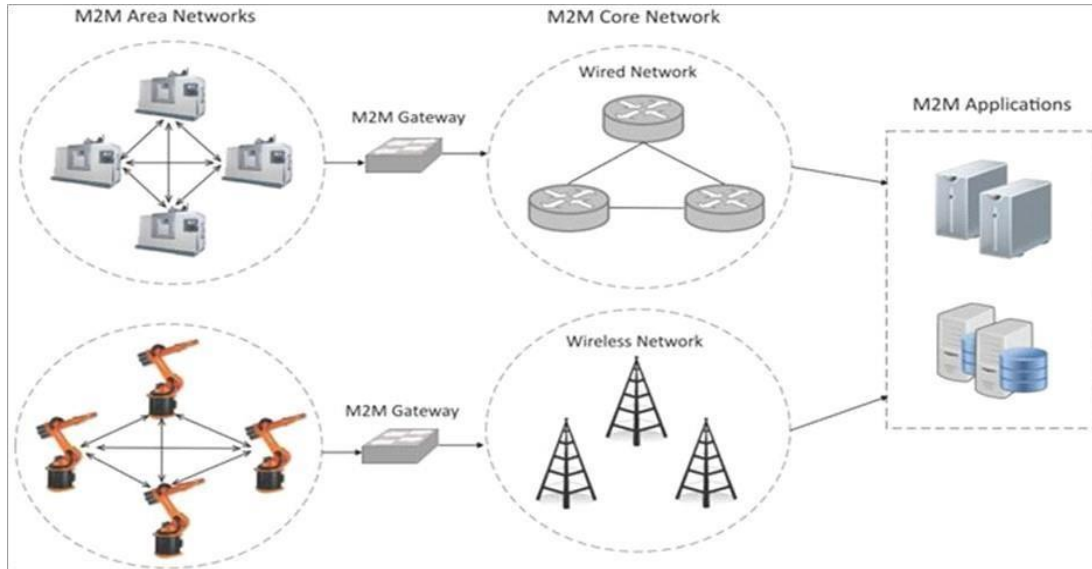 M2M Area Networks
M2M Core Network
Wired Network
M2M Gateway
M2M Applications
Wireless Network
M2M Gateway